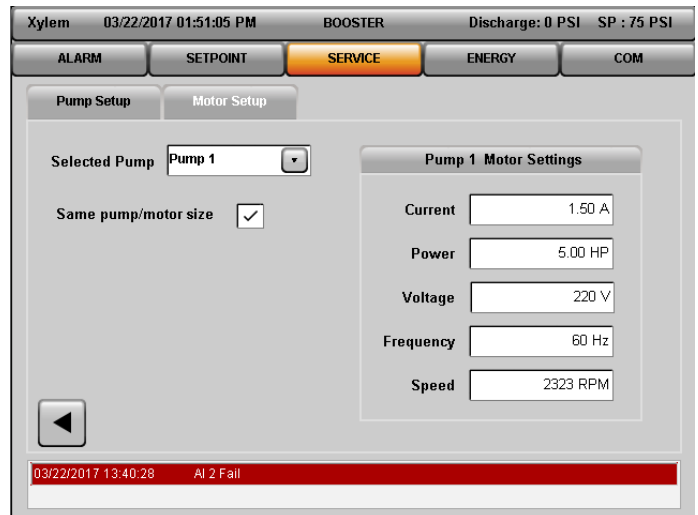 Xylem 03/22/2017 01:51:05 PM BOOSTER Discharge: 0 PSI SP : 75 PSI
ALARM SETPOINT SERVICE ENERGY COM
Pump Setup Motor Setup
Selected Pump Pump 1
Same pump/motor size
Pump 1 Motor Settings
Current 1.50 A
Power 5.00 HP
Voltage 220 V
Frequency 60 Hz
Speed 2323 RPM
03/22/2017 13:40:28 AI 2 Fail